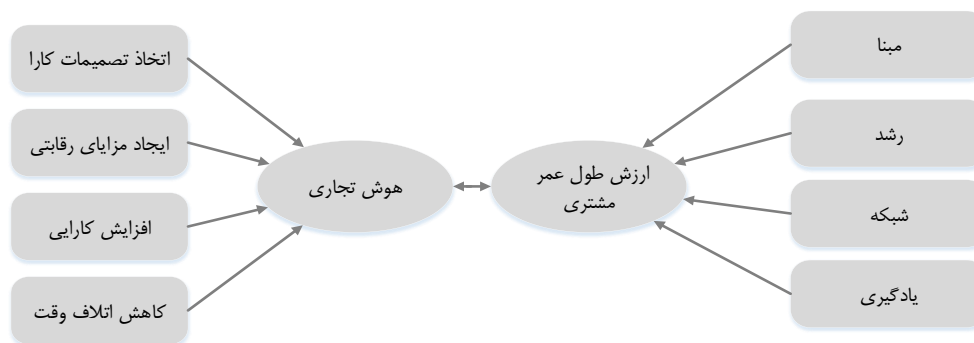 مبنا
رشد
شبکه
یادگیری
ارزش طول عمر
مشتری
هوش تجاری
اتخاذ تصمیمات کارا
ایجاد مزایای رقابتی
افزایش کارایی
کاهش اتلاف وقت